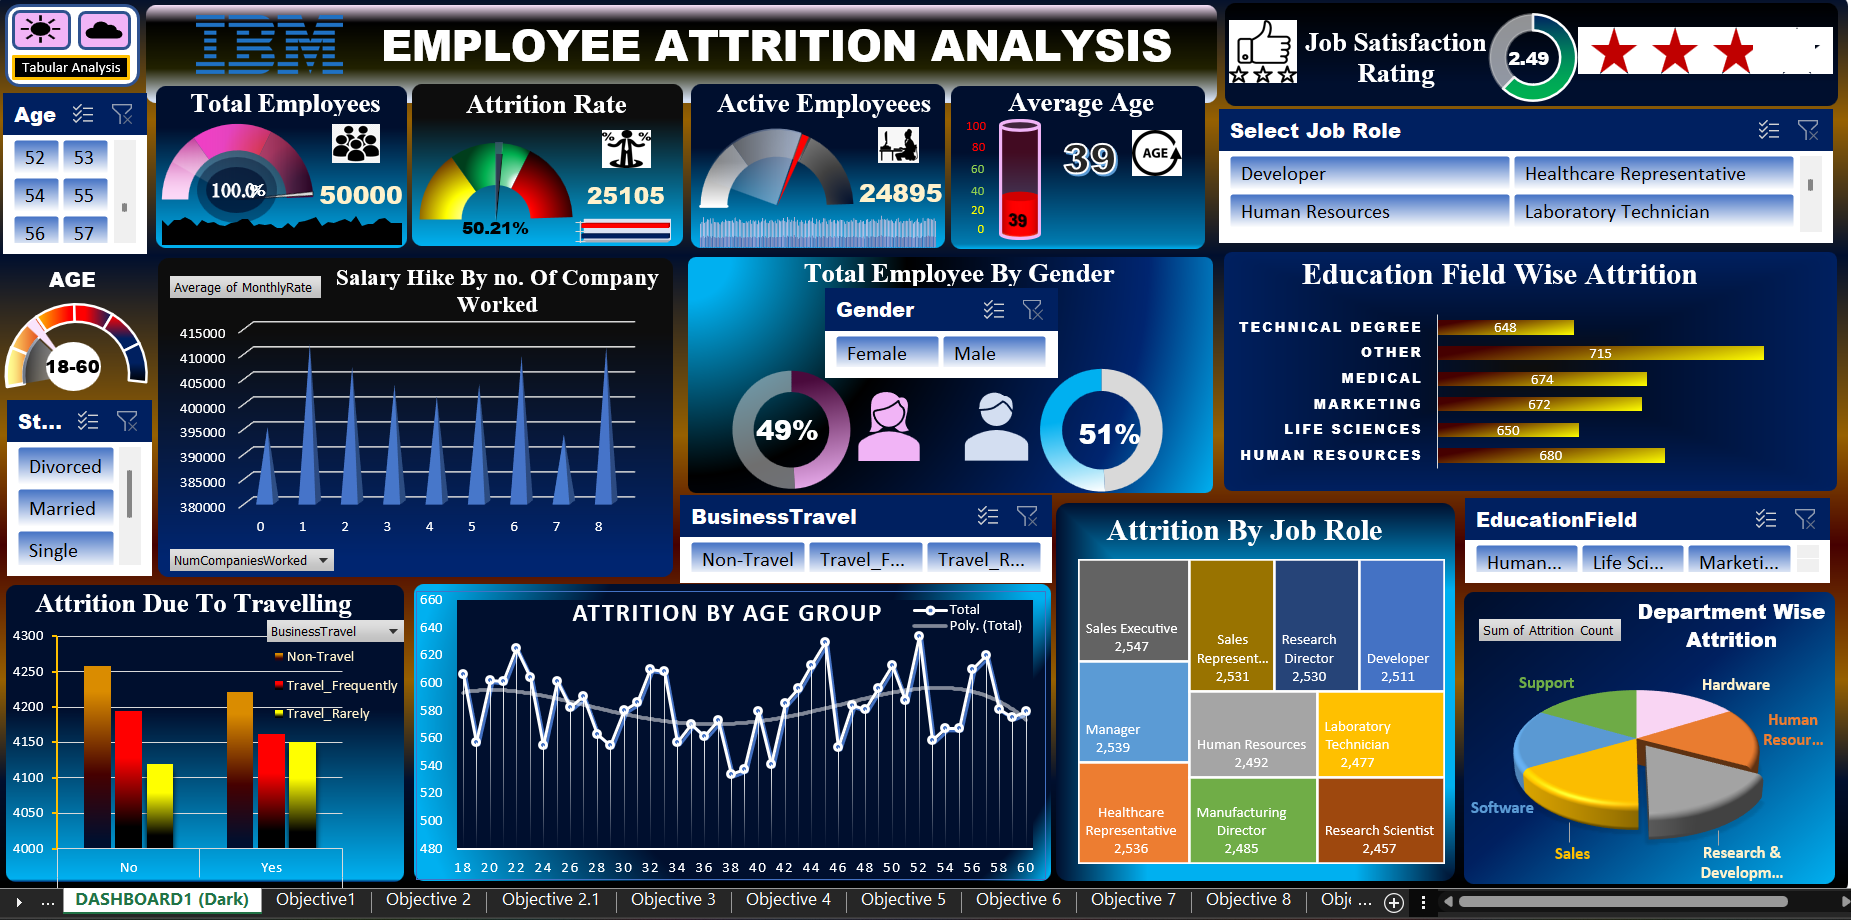 Tabular Analysis
IBM
EMPLOYEE ATTRITION ANALYSIS
Job Satisfaction
Rating
2.49
Age
52 53
54 55
56 57
Total Employees
100.0%
50000
Attrition Rate
% %
25105
50.21%
Active Employeees
24895
Average Age
100
80
60
40
20
0
39
39
AGE
Select Job Role
Developer
Healthcare Representative
Human Resources
Laboratory Technician
AGE
18-60
St...
Divorced
Married
Single
Average of MonthlyRate
Salary Hike By no. Of Company
Worked
415000
410000
405000
400000
395000
390000
385000
380000
0 1 2 3 4 5 6 7 8
NumCompaniesWorked
Total Employee By Gender
Gender
Female
Male
49%
51%
Education Field Wise Attrition
TECHNICAL DEGREE 648
OTHER 715
MEDICAL 674
MARKETING 672
LIFE SCIENCES 650
HUMAN RESOURCES 680
BusinessTravel
Non-Travel
Travel_F...
Travel_R...
EducationField
Human...
Life Sci...
Marketi...
Attrition Due To Travelling
BusinessTravel
4300
4250
4200
4150
4100
4050
4000
Non-Travel
Travel_Frequently
Travel_Rarely
No Yes
ATTRITION BY AGE GROUP
Total
Poly. (Total)
660
640
620
600
580
560
540
520
500
480
18 20 22 24 26 28 30 32 34 36 38 40 42 44 46 48 50 52 54 56 58 60
Attrition By Job Role
Sales Executive
2,547
Sales
Represent...
2,531
Research
Director
2,530
Developer
2,511
Manager
2,539
Human Resources
2,492
Laboratory
Technician
2,477
Healthcare
Representative
2,536
Manufacturing
Director
2,485
Research Scientist
2,457
Department Wise
Attrition
Sum of Attrition Count
Support
Hardware
Human
Resour...
Software
Sales
Research &
Developm...
... DASHBOARD1 (Dark) Objective1 Objective 2 Objective 2.1 Objective 3 Objective 4 Objective 5 Objective 6 Objective 7 Objective 8 Obje ...